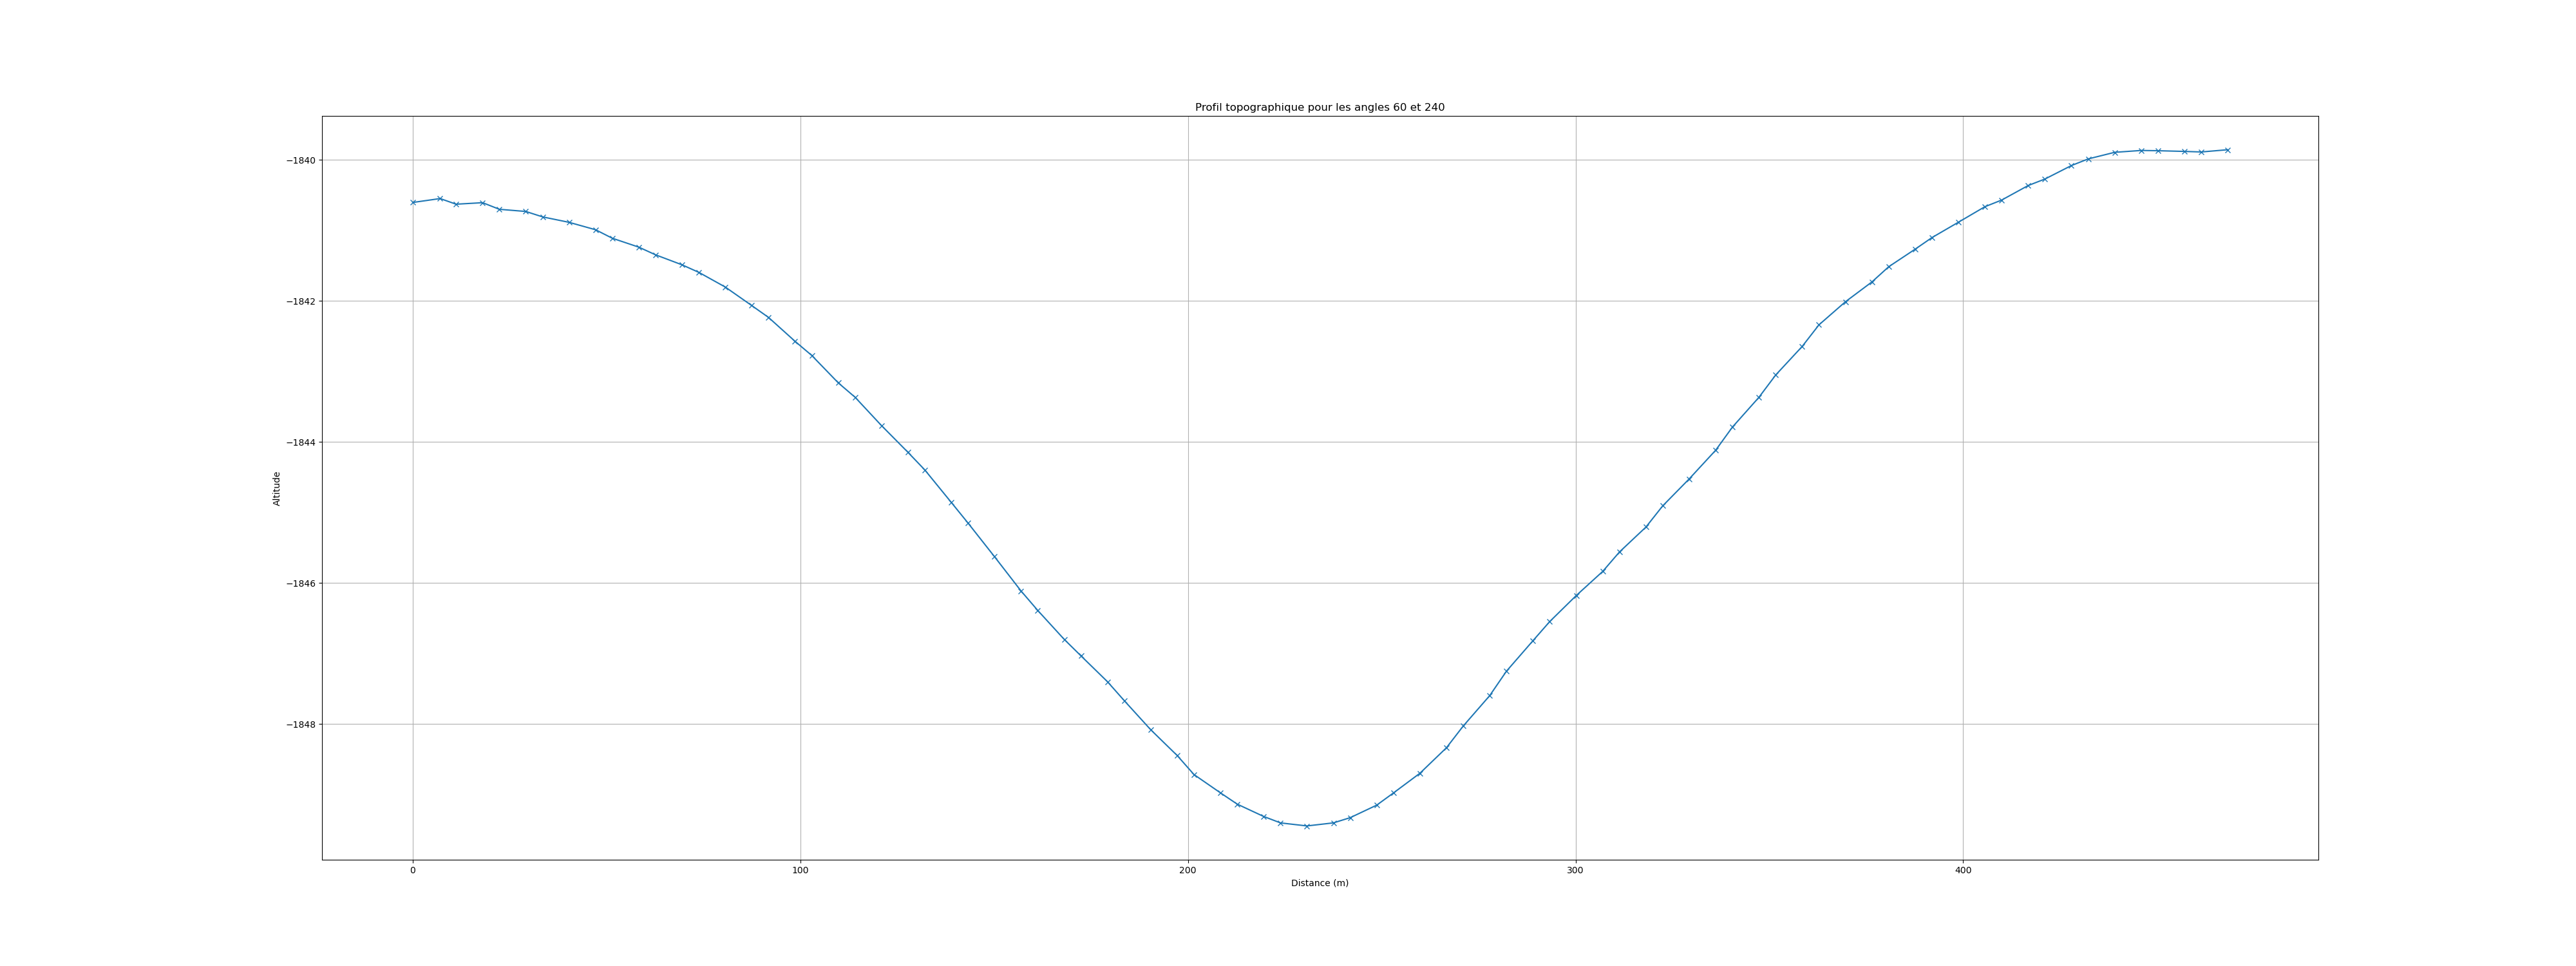 Profil topographique pour les angles 60 et 240
−1840
−1842
−1844
−1846
−1848
Altitude
0 100 200 300 400
Distance (m)